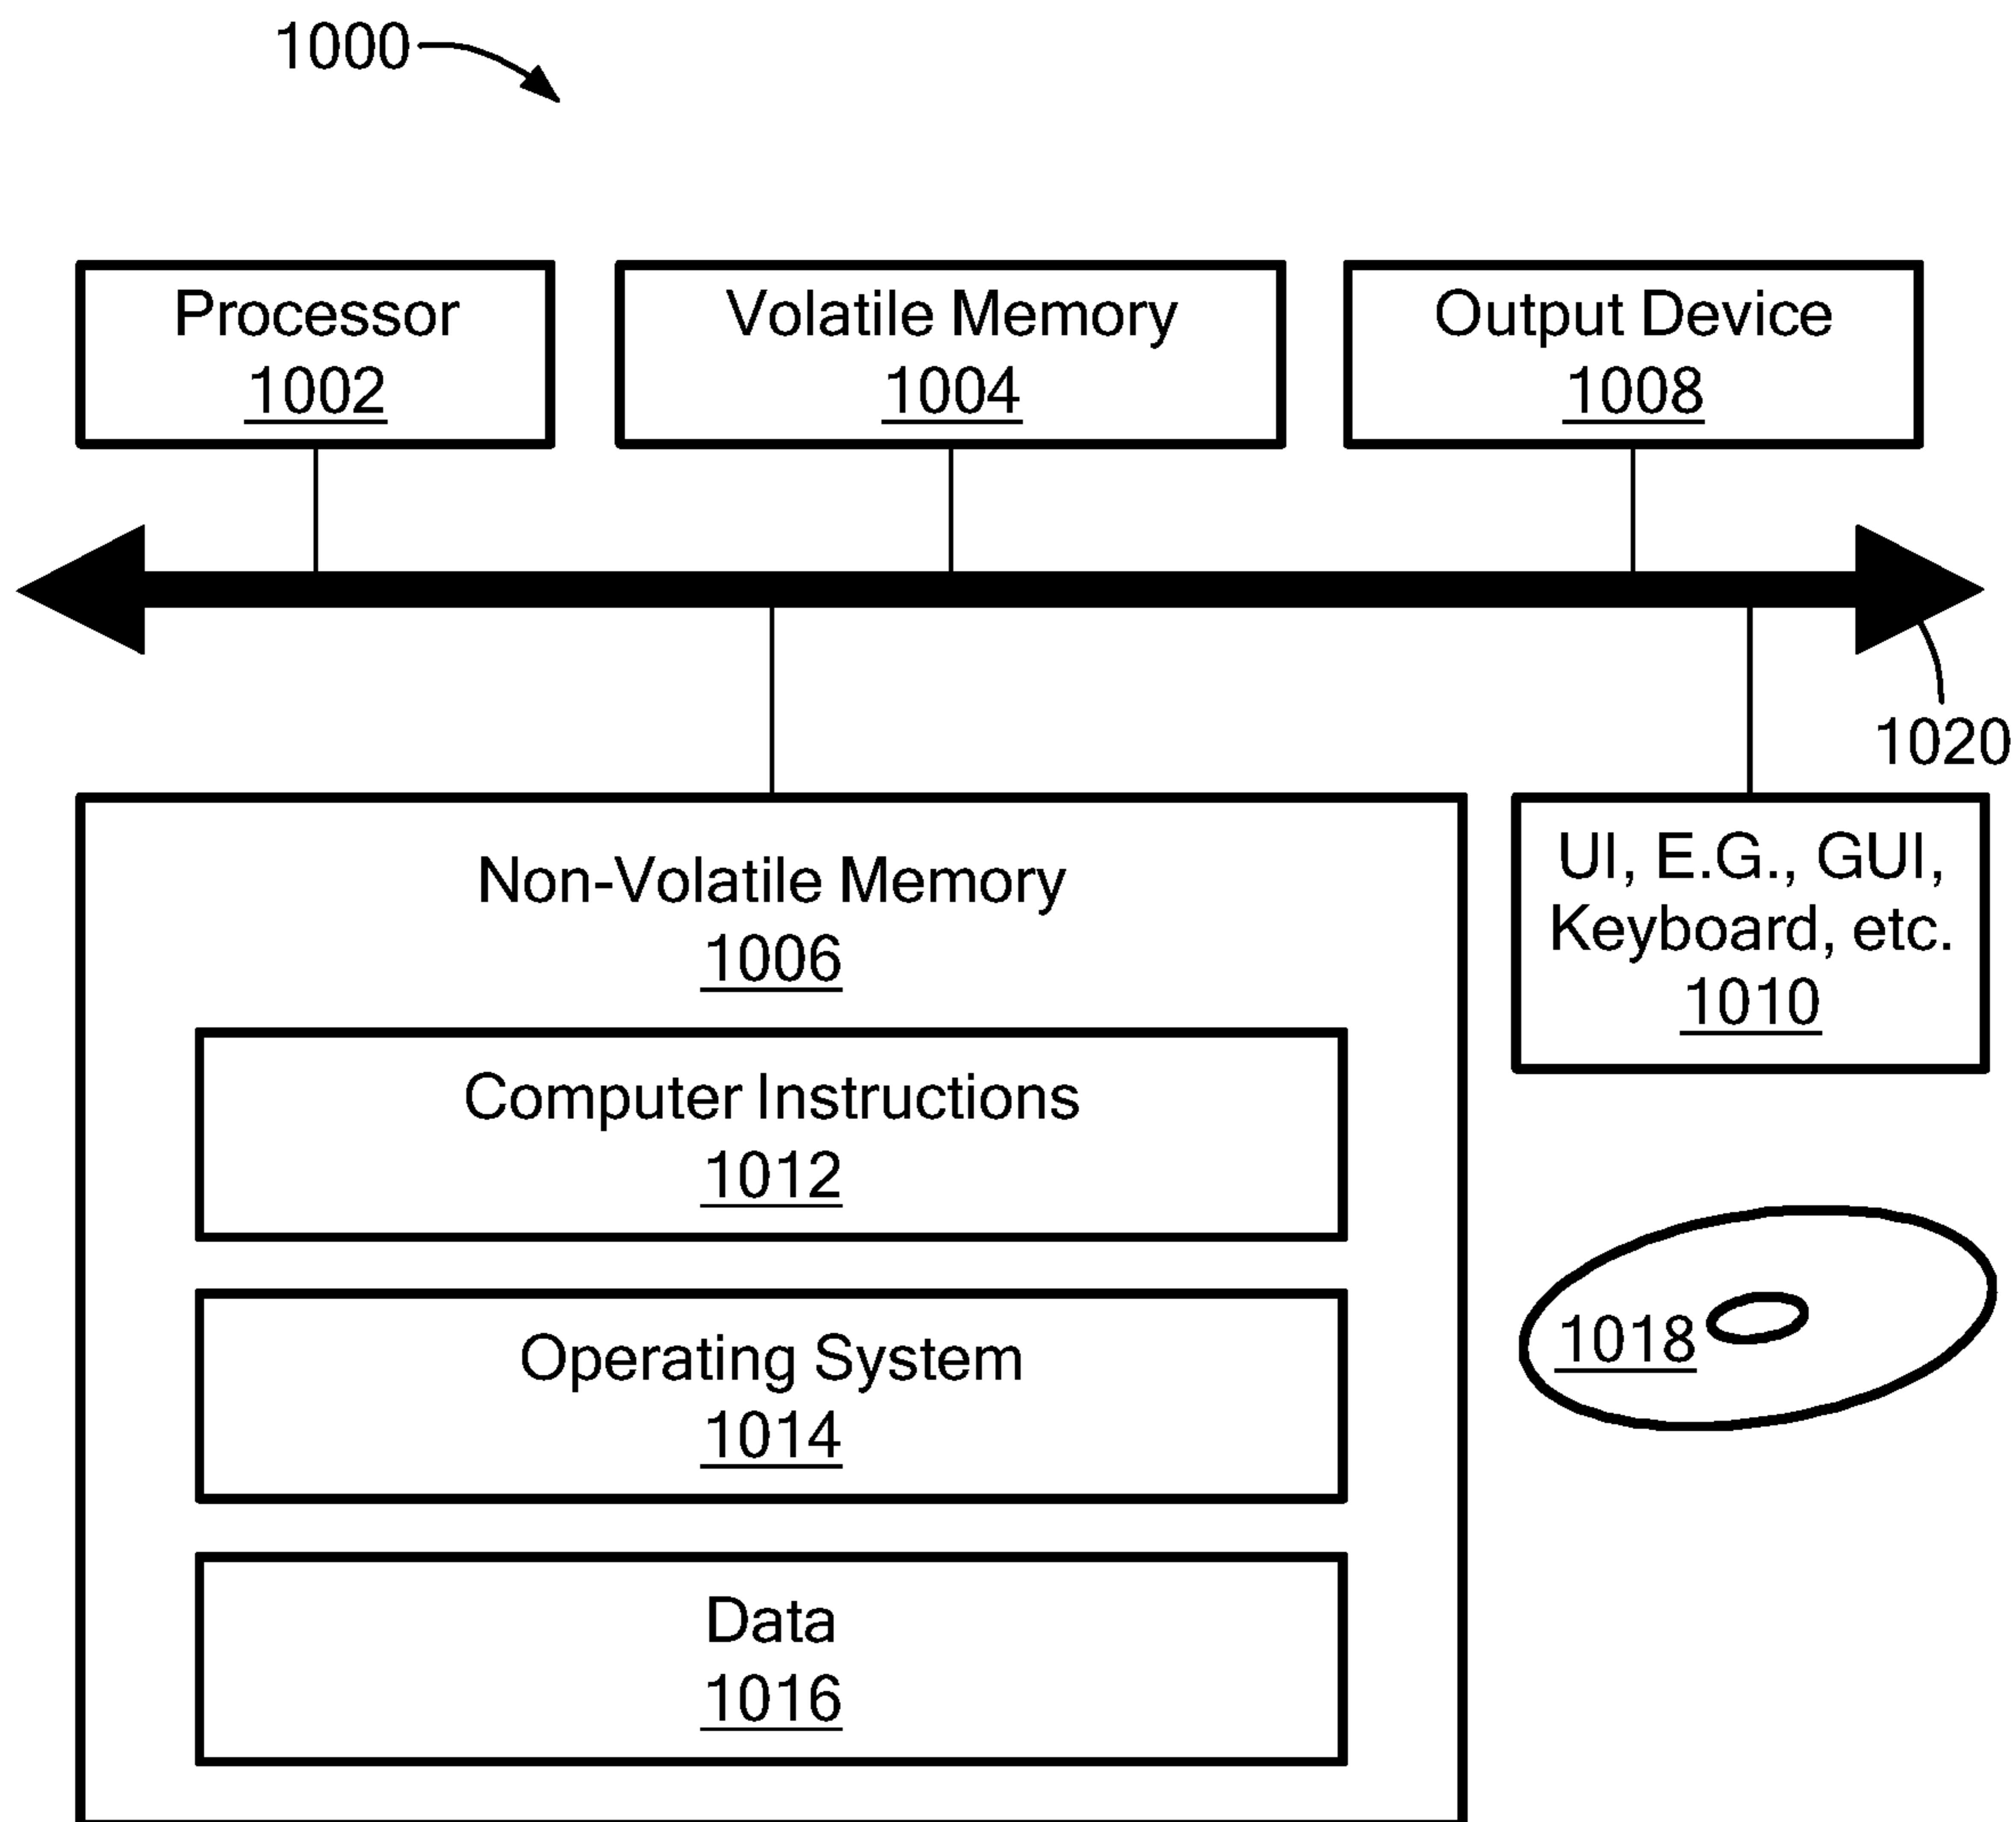 1000
Processor
1002
Volatile Memory
1004
Output Device
1008
1020
Non-Volatile Memory
1006
Computer Instructions
1012
Operating System
1014
Data
1016
UI, E.G., GUI,
Keyboard, etc.
1010
1018